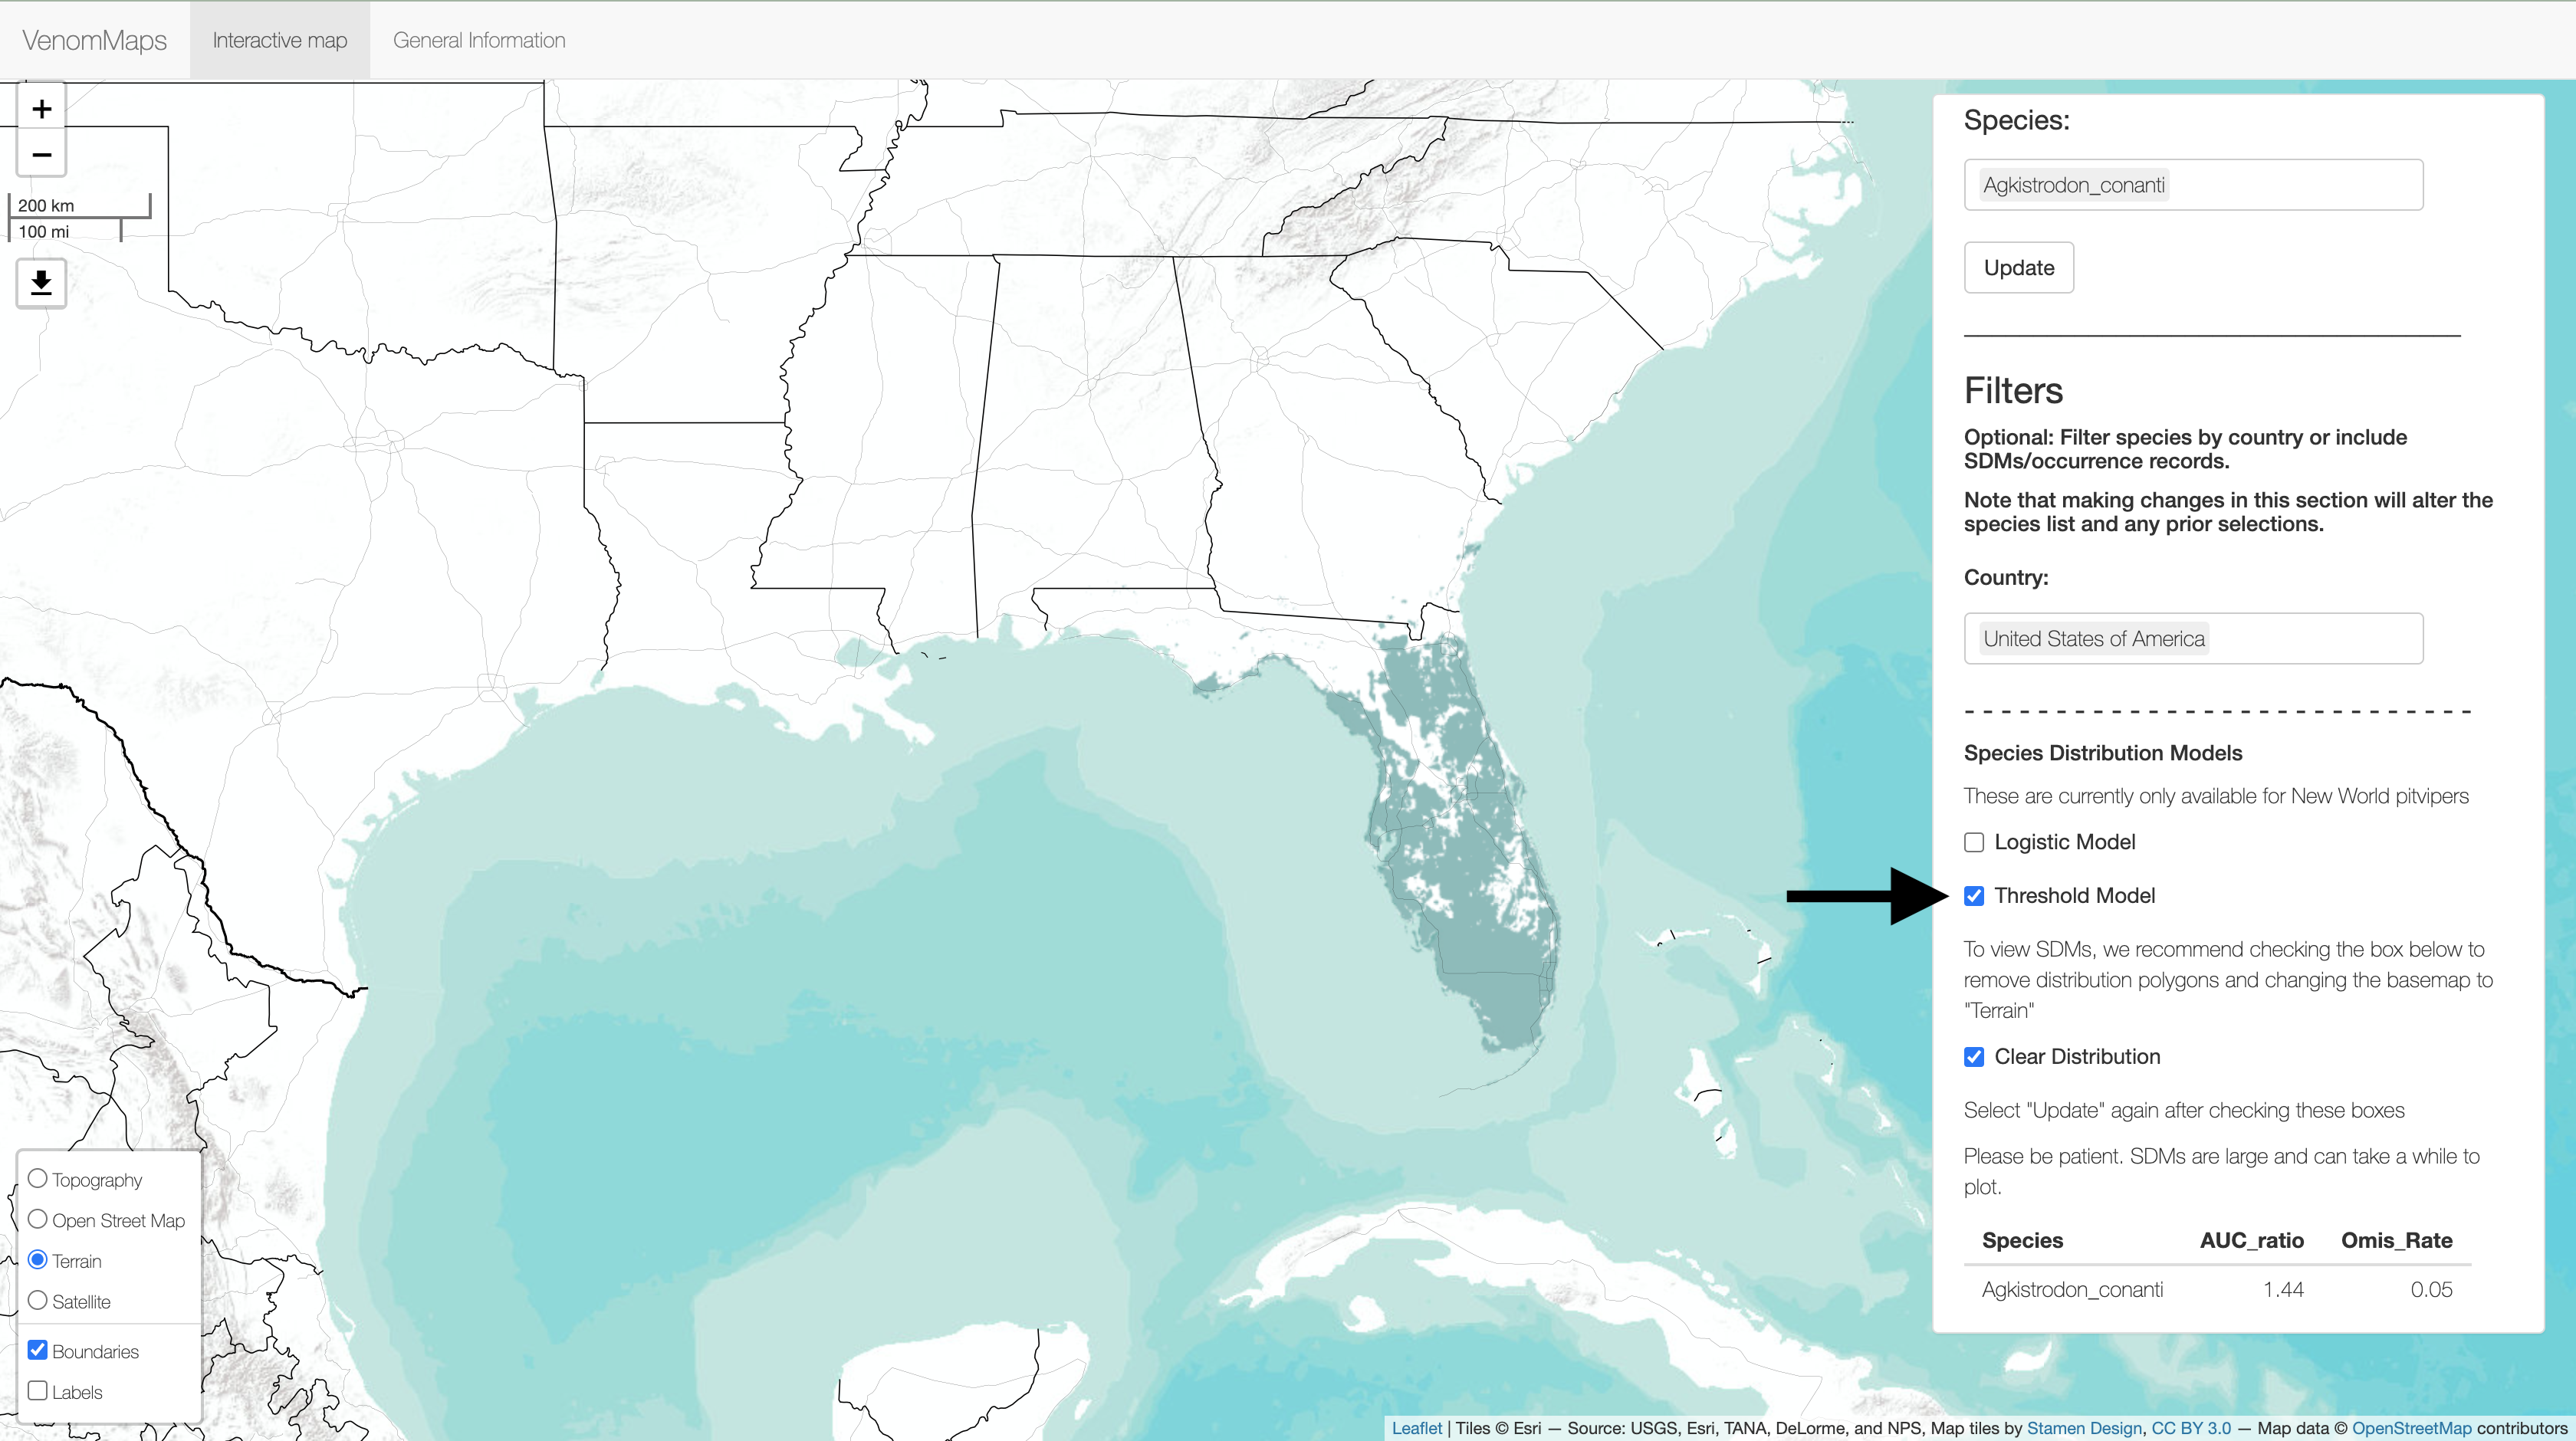 VenomMaps Interactive map General Information
+
−
200 km
100 mi
Species:
Agkistrodon_conanti
Update
Filters
Optional: Filter species by country or include
SDMs/occurrence records.
Note that making changes in this section will alter the
species list and any prior selections.
Country:
United States of America
Species Distribution Models
These are currently only available for New World pitvipers
Logistic Model
Threshold Model
To view SDMs, we recommend checking the box below to
remove distribution polygons and changing the basemap to
"Terrain"
Clear Distribution
Select "Update" again after checking these boxes
Please be patient. SDMs are large and can take a while to
plot.
Species AUC_ratio Omis_Rate
Agkistrodon_conanti 1.44 0.05
Topography
Open Street Map
Terrain
Satellite
Boundaries
Labels
Leaflet | Tiles © Esri — Source: USGS, Esri, TANA, DeLorme, and NPS, Map tiles by Stamen Design, CC BY 3.0 — Map data © OpenStreetMap contributors